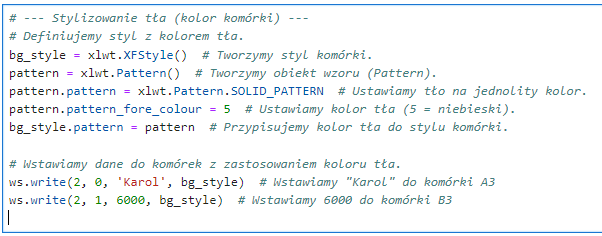 # --- Stylizowanie tła (kolor komórki) ---
# Definiujemy styl z kolorem tła.
bg_style = xlwt.XFStyle()  # Tworzymy styl komórki.
pattern = xlwt.Pattern()  # Tworzymy obiekt wzoru (Pattern).
pattern.pattern = xlwt.Pattern.SOLID_PATTERN  # Ustawiamy tło na jednolity kolor.
pattern.pattern_fore_colour = 5  # Ustawiamy kolor tła (5 = niebieski).
bg_style.pattern = pattern  # Przypisujemy kolor tła do stylu komórki.

# Wstawiamy dane do komórek z zastosowaniem koloru tła.
ws.write(2, 0, 'Karol', bg_style)  # Wstawiamy "Karol" do komórki A3
ws.write(2, 1, 6000, bg_style)  # Wstawiamy 6000 do komórki B3